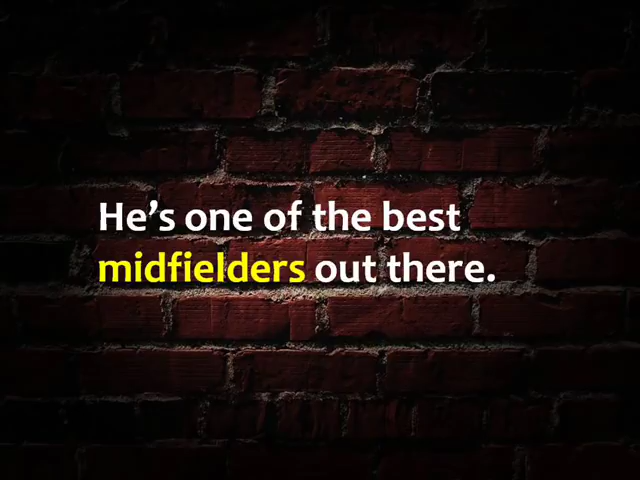 He’s one of the best
midfielders out there.